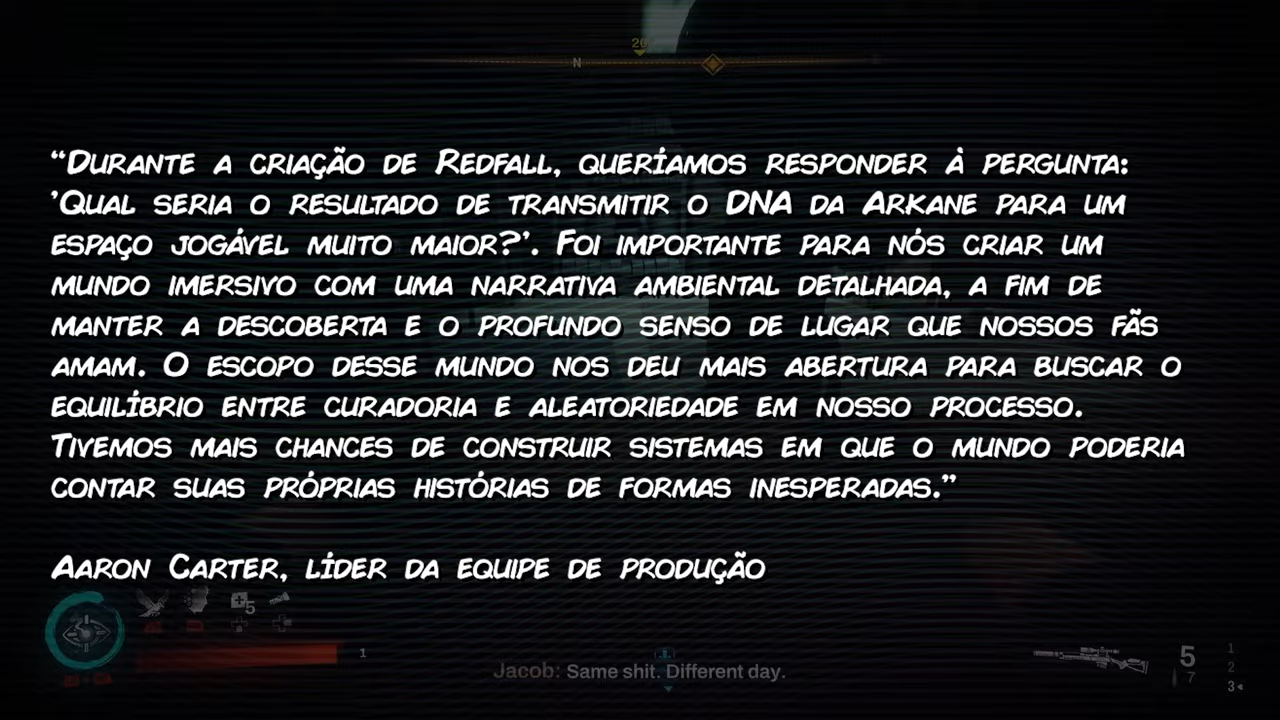 20
N
“DURANTE A CRIAÇÃO DE REDFALL, QUERÍAMOS RESPONDER À PERGUNTA:
’QUAL SERIA O RESULTADO DE TRANSMITIR O DNA DA ARKANE PARA UM
ESPAÇO JOGÁVEL MUITO MAIOR?’. FOI IMPORTANTE PARA NÓS CRIAR UM
MUNDO IMERSIVO COM UMA NARRATIVA AMBIENTAL DETALHADA, A FIM DE
MANTER A DESCOBERTA E O PROFUNDO SENSO DE LUGAR QUE NOSSOS FÃS
AMAM. O ESCOPO DESSE MUNDO NOS DEU MAIS ABERTURA PARA BUSCAR O
EQUILÍBRIO ENTRE CURADORIA E ALEATORIEDADE EM NOSSO PROCESSO.
TIVEMOS MAIS CHANCES DE CONSTRUIR SISTEMAS EM QUE O MUNDO PODERIA
CONTAR SUAS PRÓPRIAS HISTÓRIAS DE FORMAS INESPERADAS.”
AARON CARTER, LÍDER DA EQUIPE DE PRODUÇÃO
5
1
Jacob: Same shit. Different day.
5
7
1
2
3